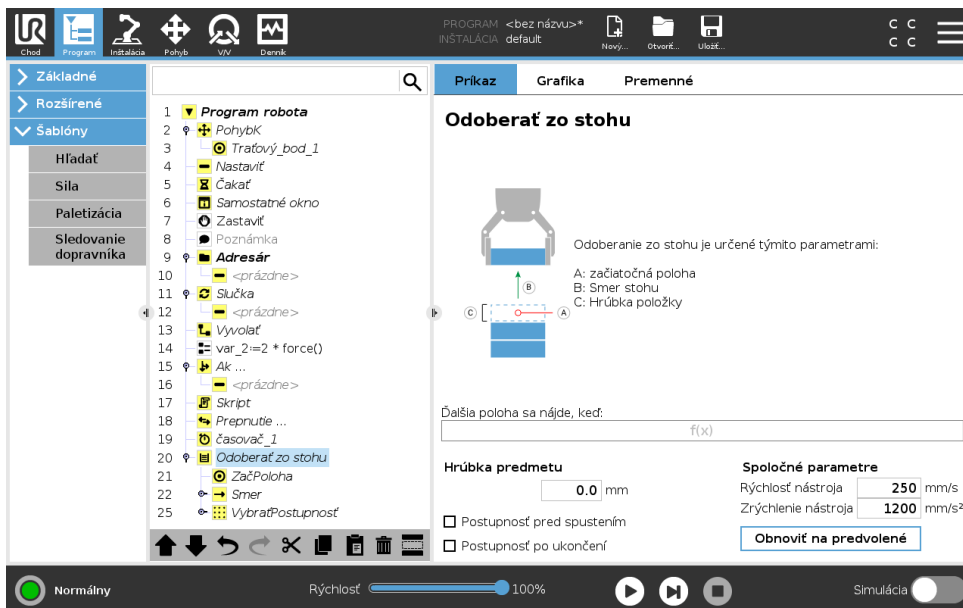 PROGRAM <bez názvu>*
INŠTALÁCIA default
Chod
Program
Inštalácia
Pohyb
V/V
Denník
Nový...
Otvoriť...
Uložiť...
C C
C C
Základné
Rozšírené
Šablóny
Hľadať
Sila
Paletizácia
Sledovanie
dopravníka
1 Program robota
2 PohybK
3 Traťový_bod_1
4 Nastaviť
5 Čakať
6 Samostatné okno
7 Zastaviť
8 Poznámka
9 Adresár
10 <prázdne>
11 Slučka
12 <prázdne>
13 Vyvolať
14 var_2:=2 * force()
15 Ak ...
16 <prázdne>
17 Skript
18 Prepnutie ...
19 časovač_1
20 Odoberať zo stohu
21 ZačPoloha
22 Smer
25 VybraťPostupnosť
Príkaz
Grafika
Premenné
Odoberať zo stohu
Odoberanie zo stohu je určené týmito parametrami:
A: začiatočná poloha
B: Smer stohu
C: Hrúbka položky
B
C
A
Ďalšia poloha sa nájde, keď:
f(x)
Hrúbka predmetu
0.0 mm
Postupnosť pred spustením
Postupnosť po ukončení
Spoločné parametre
Rýchlosť nástroja 250 mm/s
Zrýchlenie nástroja 1200 mm/s²
Obnoviť na predvolené
Normálny
Rýchlosť
100%
Simulácia